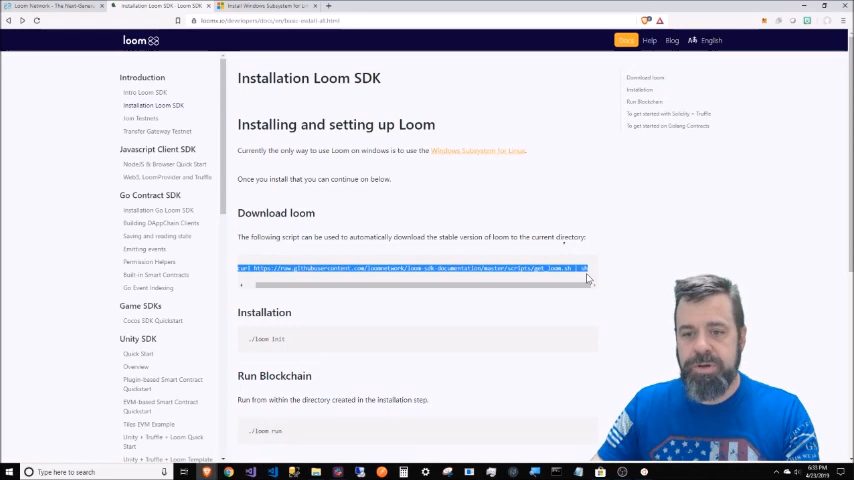 Loom Network - The Next-Gener
Installation Loom SDK
Install Windows Subsystem for Lin
loomx.io/developers/docs/en/basic-install-all.html
loom
Docs
Help
Blog
English
Introduction
Intro Loom SDK
Installation Loom SDK
Join Testnets
Transfer Gateway Testnet
Javascript Client SDK
NodeJS & Browser Quick Start
Web3, LoomProvider and Truffle
Go Contract SDK
Installation Go Loom SDK
Building DAppChain Clients
Saving and reading state
Emitting events
Permission Helpers
Built-in Smart Contracts
Go Event Indexing
Game SDKs
Cocos SDK Quickstart
Unity SDK
Quick Start
Overview
Plugin-based Smart Contract
Quickstart
EVM-based Smart Contract
Quickstart
Tiles EVM Example
Unity + Truffle + Loom Quick
Start
Unity + Truffle + Loom Template
Installation Loom SDK
Installing and setting up Loom
Currently the only way to use Loom on windows is to use the Windows Subsystem for Linux.
Once you install that you can continue on below.
Download loom
The following script can be used to automatically download the stable version of loom to the current directory:
curl https://raw.githubusercontent.com/loomnetwork/loom-sdk-documentation/master/scripts/get_loom.sh | sh
Installation
./loom init
Run Blockchain
Run from within the directory created in the installation step.
./loom run
Download loom
Installation
Run Blockchain
To get started with Solidity + Truffle
To get started on Golang Contracts
Type here to search
6:33 PM
4/23/2019